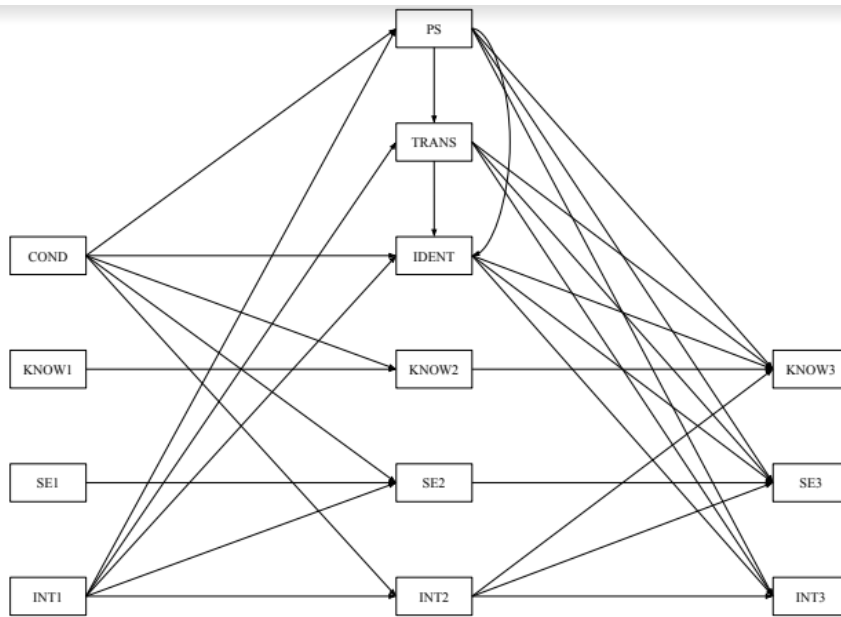 PS
TRANS
COND
IDENT
KNOW1
KNOW2
KNOW3
SE1
SE2
SE3
INT1
INT2
INT3